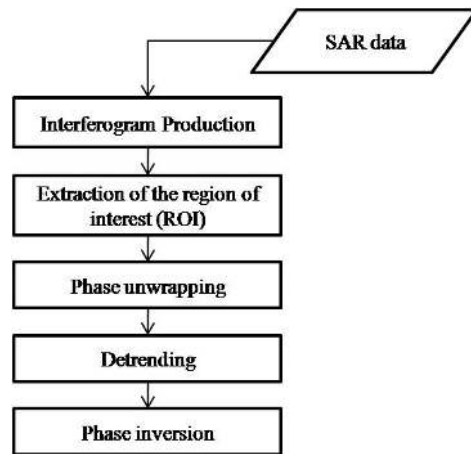 SAR data
Interferogram Production
Extraction of the region of
interest (ROI)
Phase unwrapping
Detrending
Phase inversion